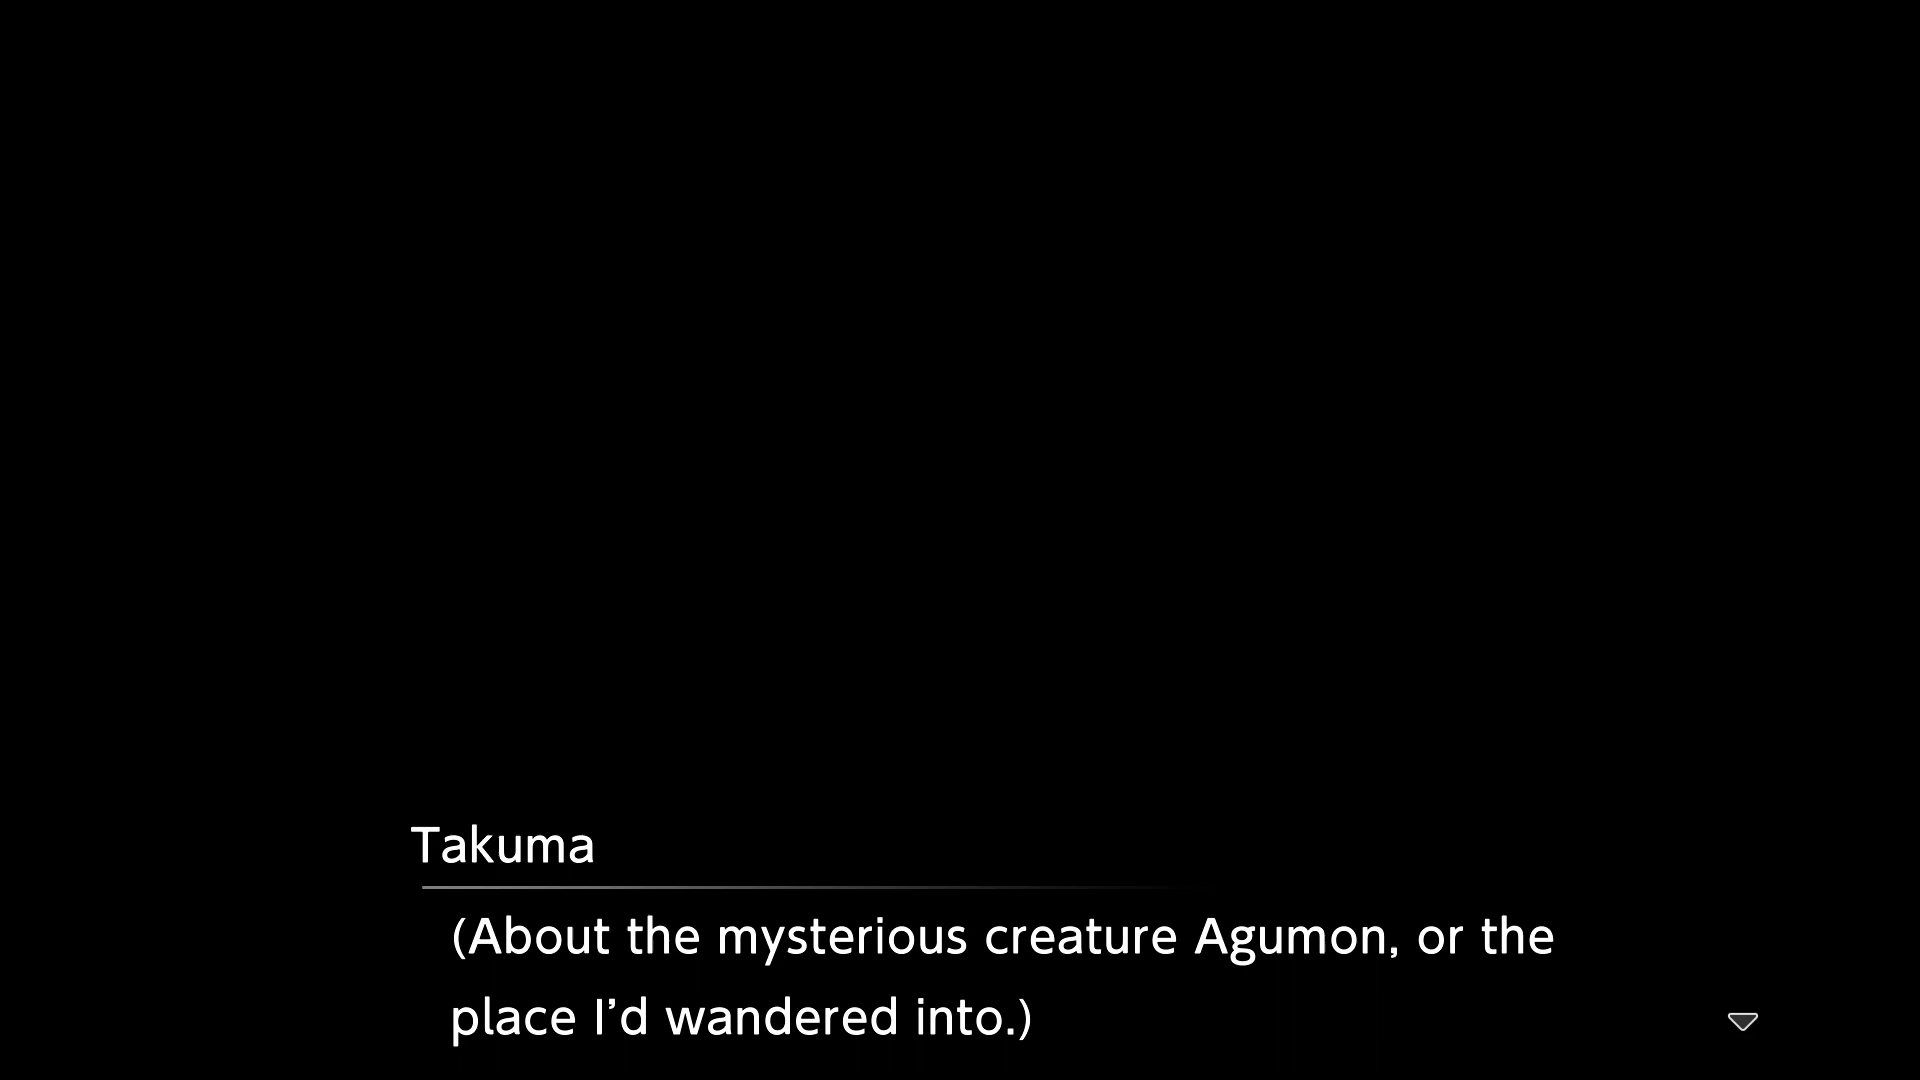 Takuma
(About the mysterious creature Agumon, or the
place I’d wandered into.)